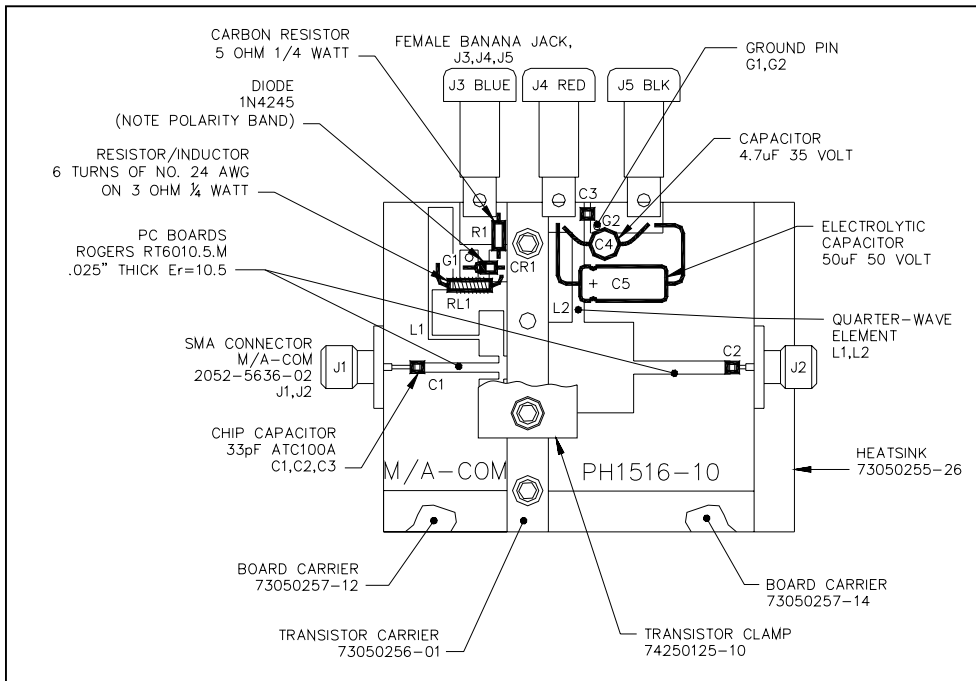 CARBON RESISTOR
5 OHM 1/4 WATT
FEMALE BANANA JACK,
J3,J4,J5
GROUND PIN
G1,G2
DIODE
1N4245
(NOTE POLARITY BAND)
J3 BLUE
J4 RED
J5 BLK
CAPACITOR
4.7uF 35 VOLT
RESISTOR/INDUCTOR
6 TURNS OF NO. 24 AWG
ON 3 OHM ¼ WATT
C3
G2
R1
C4
ELECTROLYTIC
CAPACITOR
50uF 50 VOLT
PC BOARDS
ROGERS RT6010.5.M
.025" THICK Er=10.5
G1
CR1
+
C5
RL1
L2
L1
QUARTER-WAVE
ELEMENT
L1,L2
SMA CONNECTOR
M/A-COM
2052-5636-02
J1,J2
J1
C1
C2
J2
CHIP CAPACITOR
33pF ATC100A
C1,C2,C3
M/A-COM
PH1516-10
HEATSINK
73050255-26
BOARD CARRIER
73050257-12
BOARD CARRIER
73050257-14
TRANSISTOR CARRIER
73050256-01
TRANSISTOR CLAMP
74250125-10